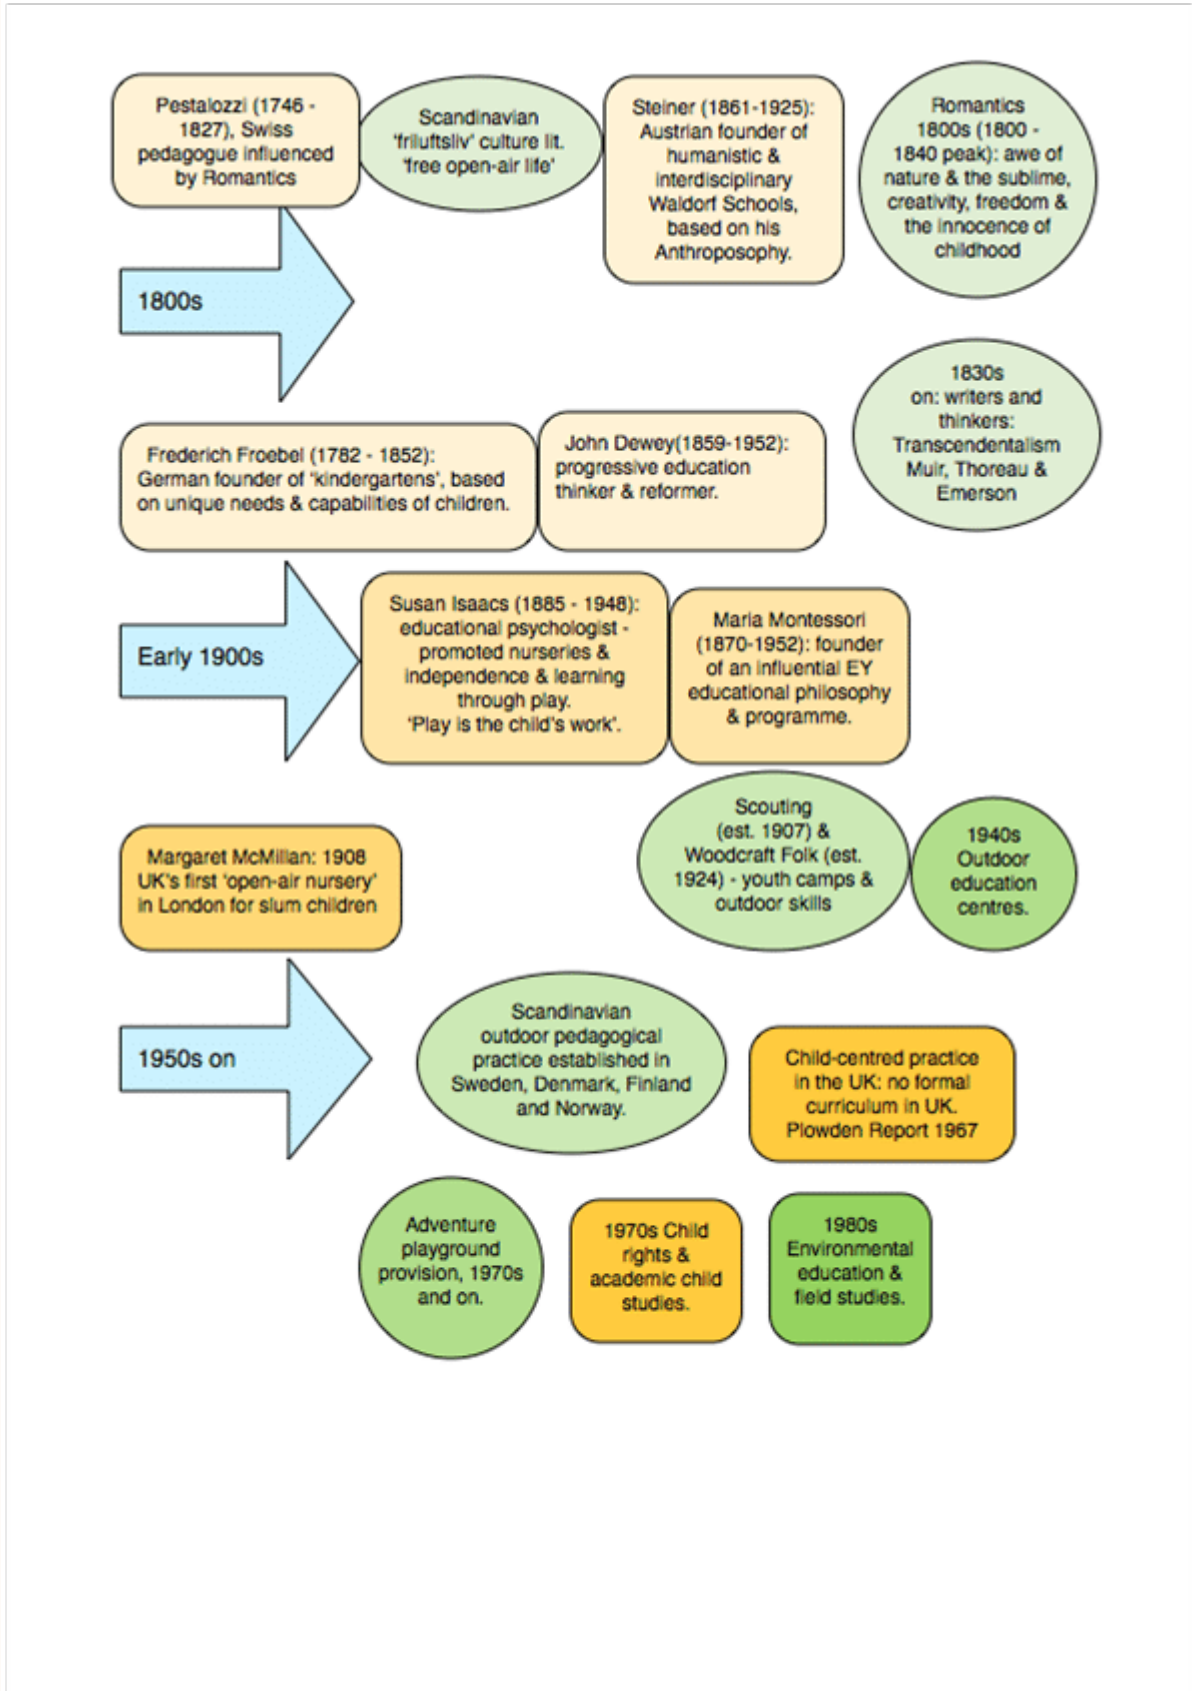 Pestalozzi (1746 -
1827), Swiss
pedagogue influenced
by Romantics
Scandinavian
'friluftsliv' culture lit.
'free open-air life'
Steiner (1861-1925):
Austrian founder of
humanistic &
interdisciplinary
Waldorf Schools,
based on his
Anthroposophy.
Romantics
1800s (1800 -
1840 peak): awe of
nature & the sublime,
creativity, freedom &
the innocence of
childhood
1800s
1830s
on: writers and
thinkers:
Transcendentalism
Muir, Thoreau &
Emerson
Frederich Froebel (1782 - 1852):
German founder of 'kindergartens', based
on unique needs & capabilities of children.
John Dewey(1859-1952):
progressive education
thinker & reformer.
Early 1900s
Susan Isaacs (1885 - 1948):
educational psychologist -
promoted nurseries &
independence & learning
through play.
'Play is the child's work'.
Maria Montessori
(1870-1952): founder
of an influential EY
educational philosophy
& programme.
Scouting
(est. 1907) &
Woodcraft Folk (est.
1924) - youth camps &
outdoor skills
1940s
Outdoor
education
centres.
Margaret McMillan: 1908
UK's first 'open-air nursery'
in London for slum children
1950s on
Scandinavian
outdoor pedagogical
practice established in
Sweden, Denmark, Finland
and Norway.
Child-centred practice
in the UK: no formal
curriculum in UK.
Plowden Report 1967
Adventure
playground
provision, 1970s
and on.
1970s Child
rights &
academic child
studies.
1980s
Environmental
education &
field studies.